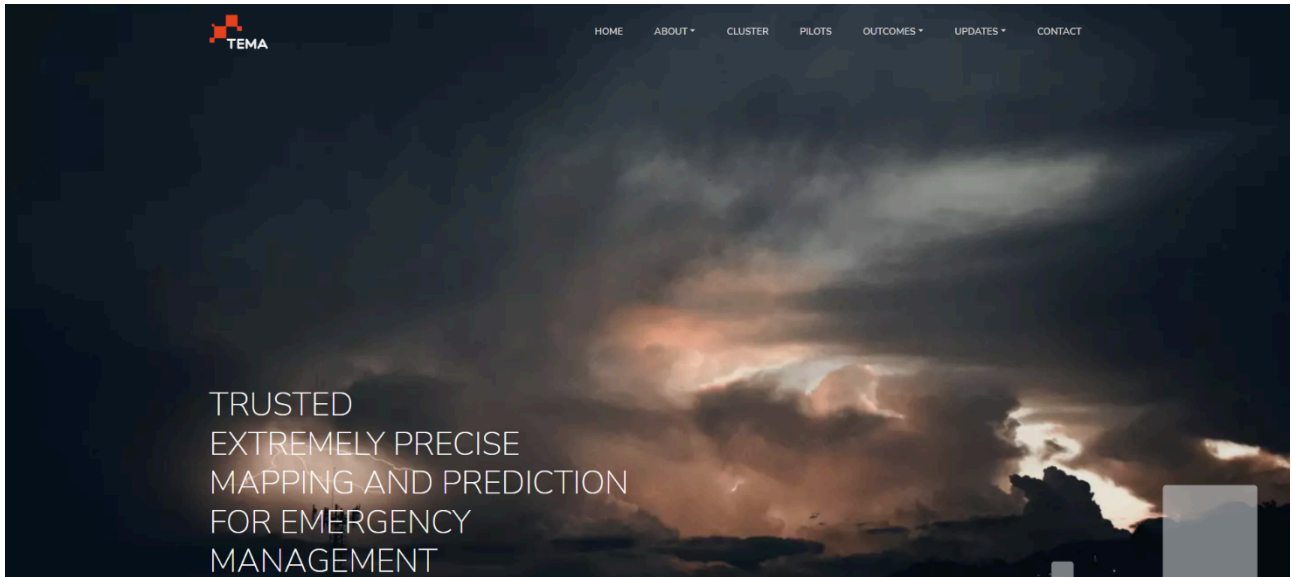 TEMA
HOME ABOUT CLUSTER PILOTS OUTCOMES UPDATES CONTACT
TRUSTED
EXTREMELY PRECISE
MAPPING AND PREDICTION
FOR EMERGENCY
MANAGEMENT